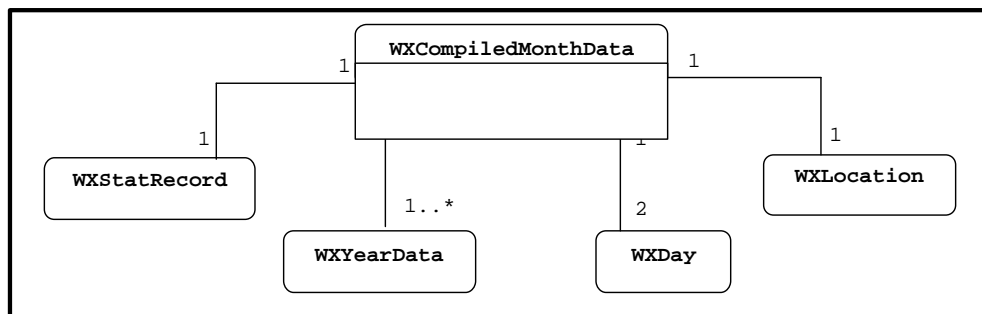 WXCompiledMonthData
1 1
1 1 1
WXStatRecord WXLocation
1..* 2
WXYearData WXDay